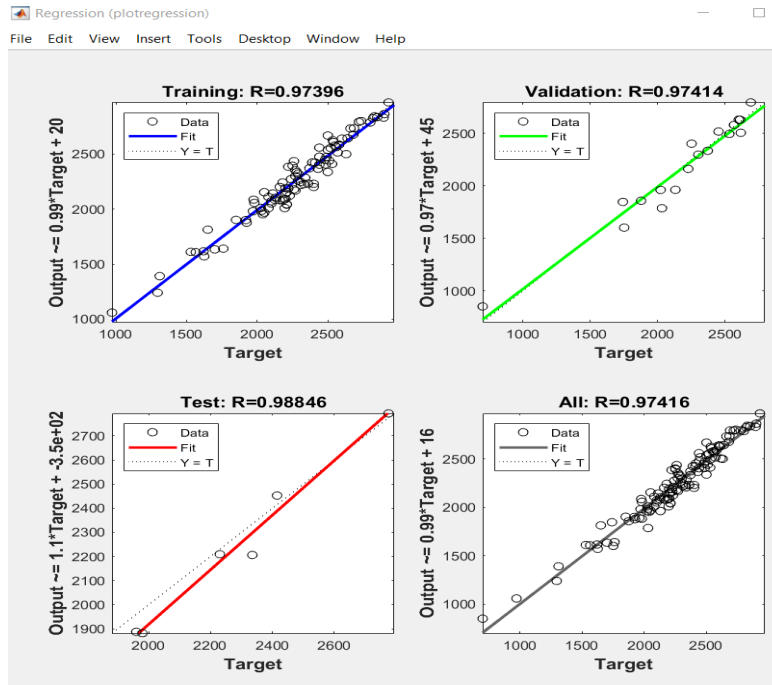 Regression (plotregression)
File Edit View Insert Tools Desktop Window Help
Training: R=0.97396
Output ~= 0.99*Target + 20
2500
2000
1500
Data
Fit
Y = T
1000 1500 2000 2500
Target
Validation: R=0.97414
Output ~= 0.97*Target + 45
2500
2000
1500
1000
Data
Fit
Y = T
1000 1500 2000 2500
Target
Test: R=0.98846
Output ~= 1.1*Target + -3.5e+02
2700
2600
2500
2400
2300
2200
2100
2000
1900
Data
Fit
Y = T
2000 2200 2400 2600
Target
All: R=0.97416
Output ~= 0.99*Target + 16
2500
2000
1500
1000
Data
Fit
Y = T
1000 1500 2000 2500
Target